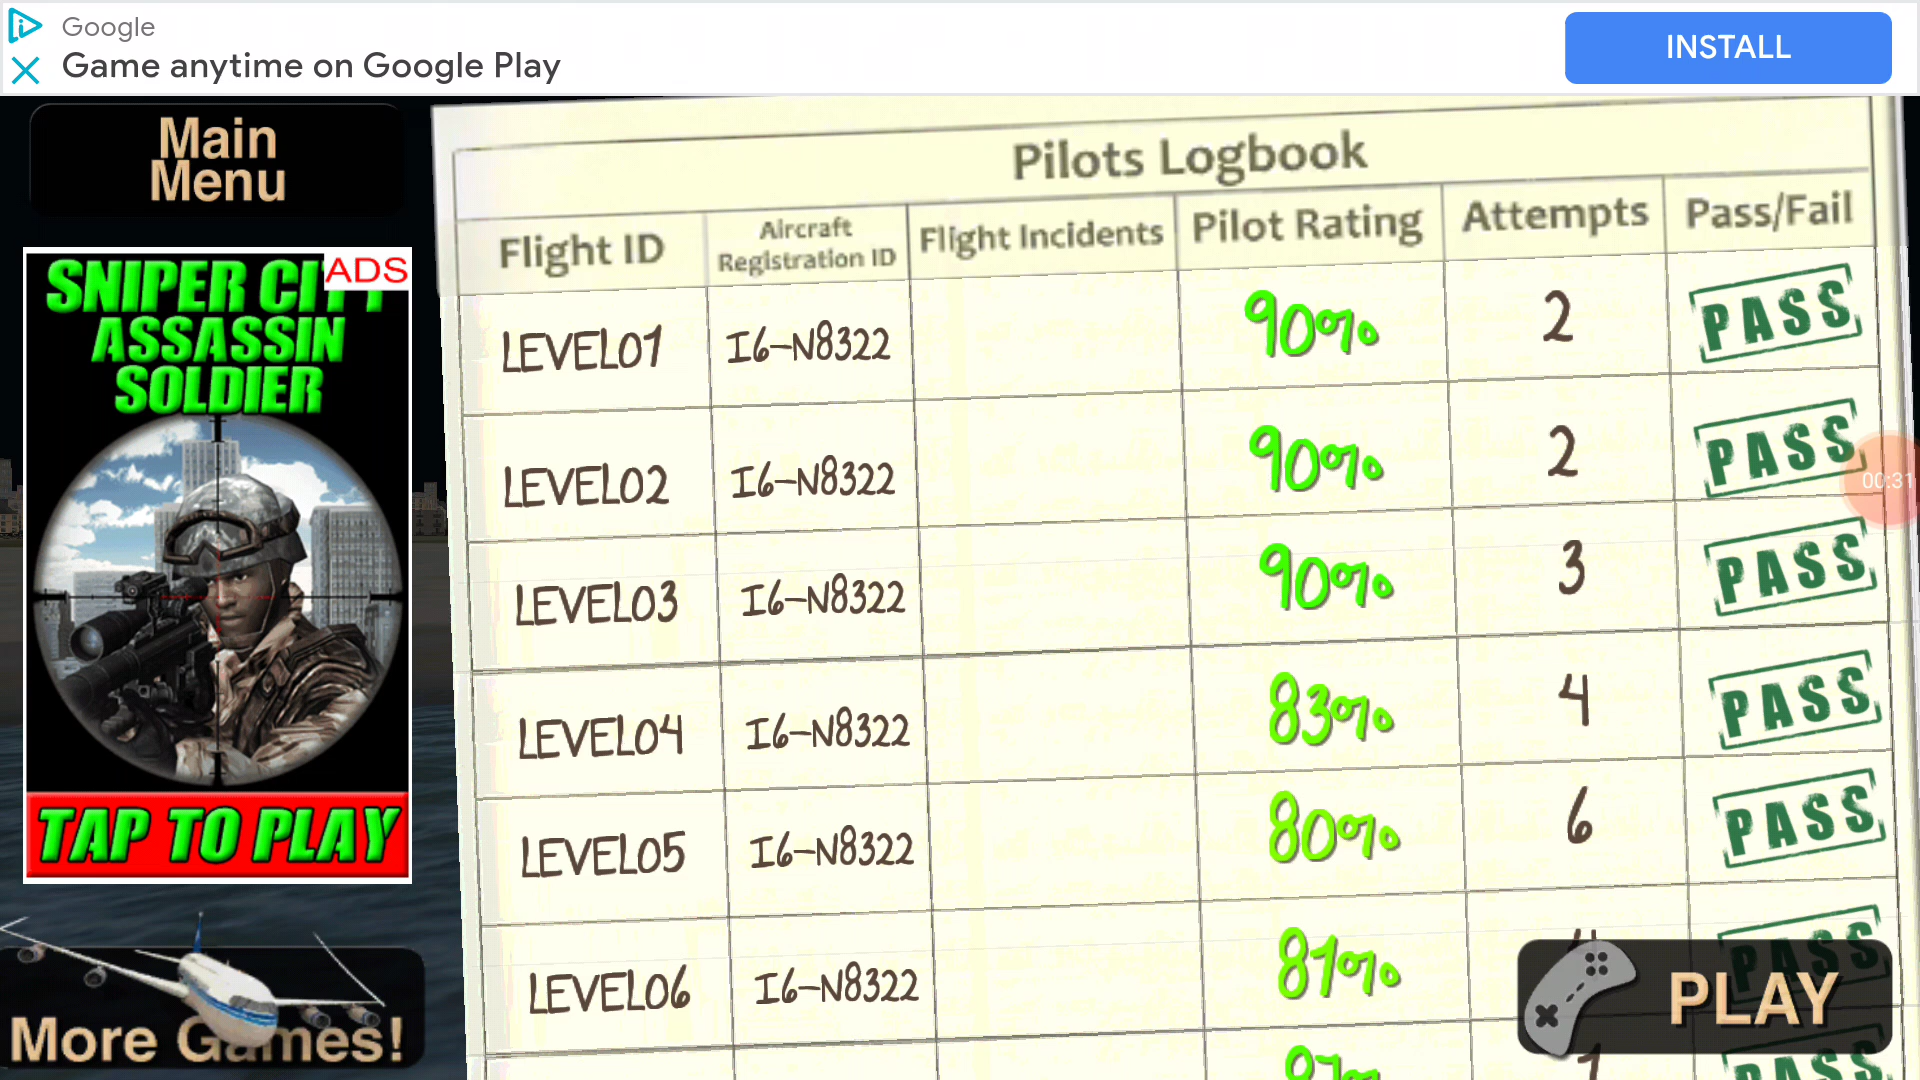 Google
Game anytime on Google Play
INSTALL
Main
Menu
SNIPER CITY
ADS
ASSASSIN
SOLDIER
TAP TO PLAY
More Games!
Pilots Logbook
Flight ID
Aircraft
Registration ID
Flight Incidents
Pilot Rating
Attempts
Pass/Fail
LEVEL01 I6-N8322 90% 2 PASS
LEVEL02 I6-N8322 90% 2 PASS
00:31
LEVEL03 I6-N8322 90% 3 PASS
LEVEL04 I6-N8322 83% 4 PASS
LEVEL05 I6-N8322 80% 6 PASS
LEVEL06 I6-N8322 81% PASS
PLAY
PASS